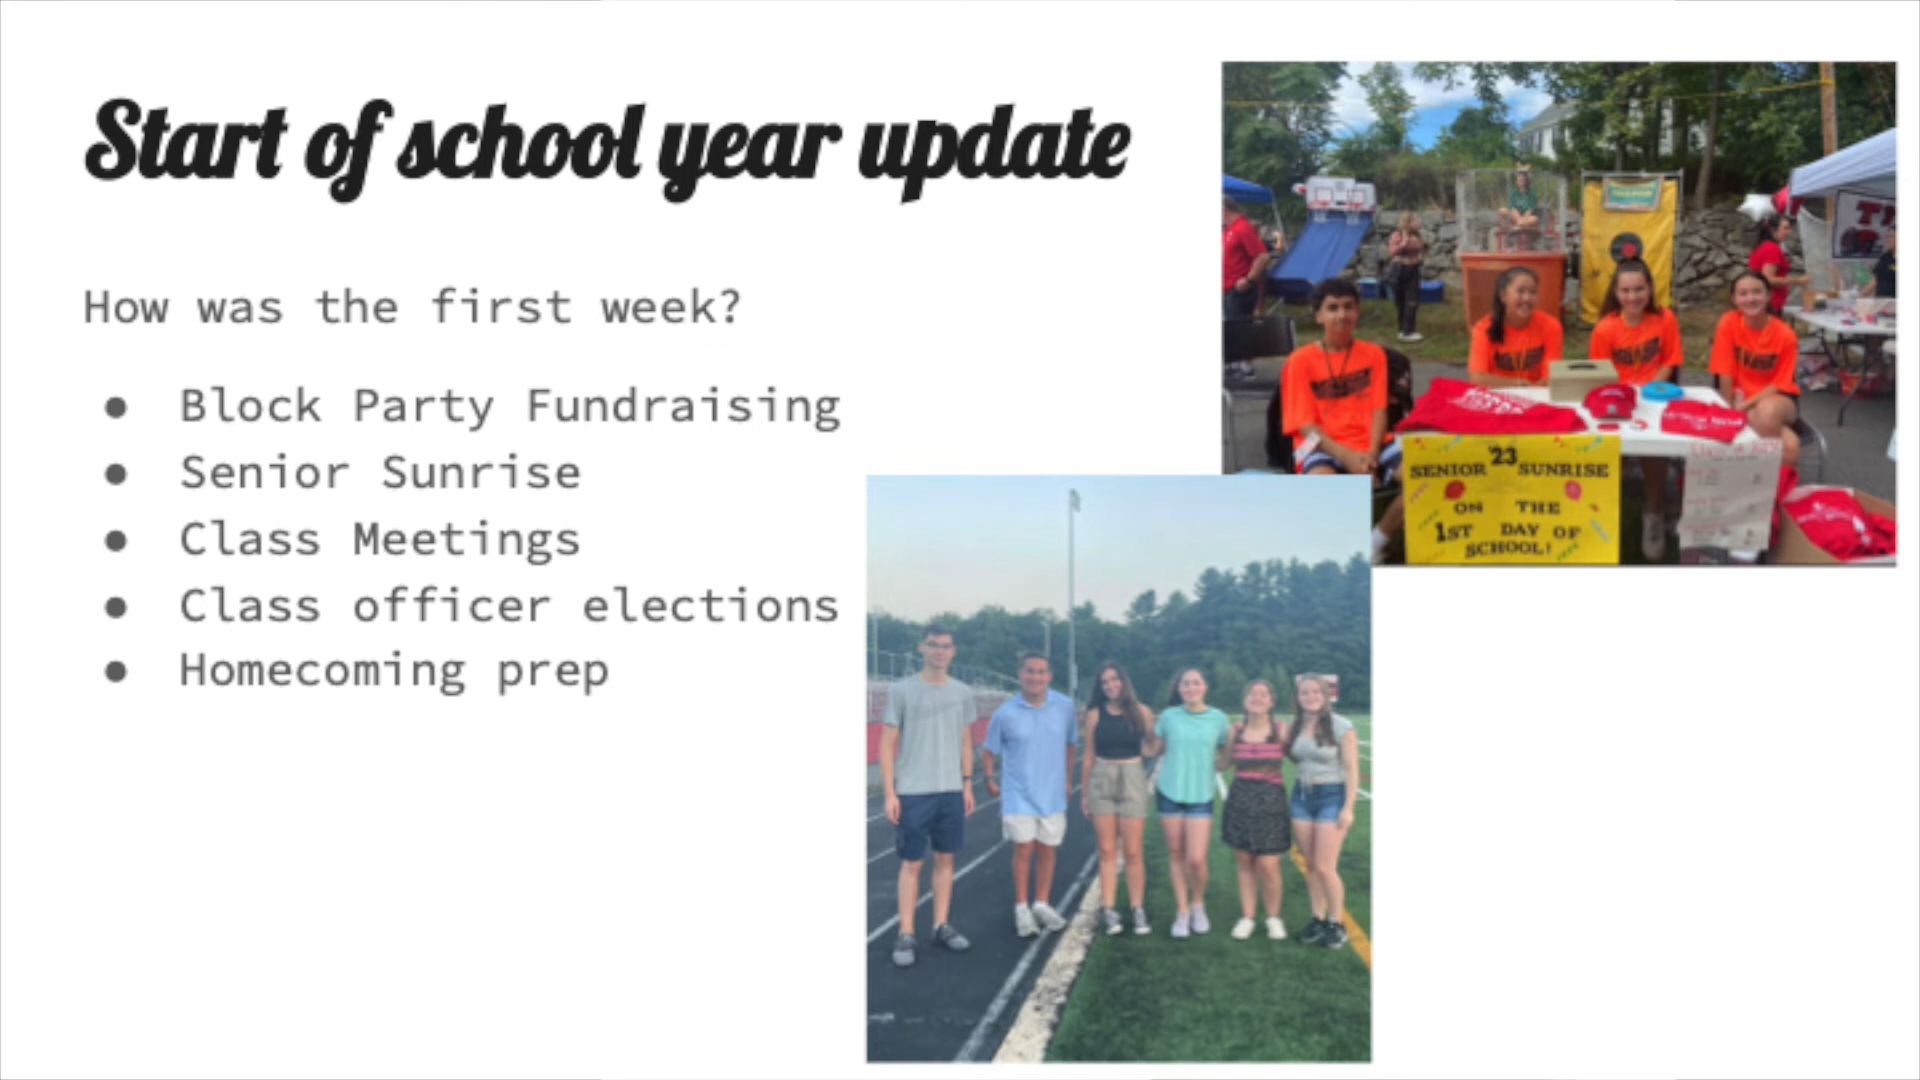 Start of school year update
How was the first week?
● Block Party Fundraising
● Senior Sunrise
● Class Meetings
● Class officer elections
● Homecoming prep
'23
SENIOR SUNRISE
ON THE
1ST DAY OF
SCHOOL!